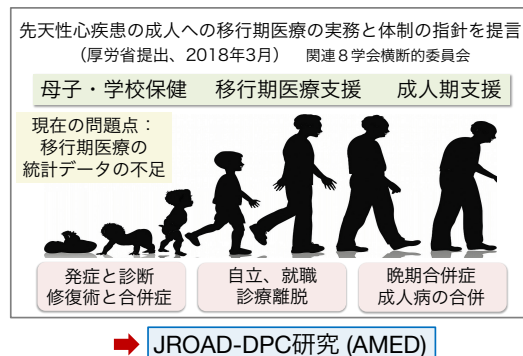 先天性心疾患の成人への移行期医療の実務と体制の指針を提言
（厚労省提出、2018年3月） 関連８学会横断的委員会
母子・学校保健 移行期医療支援 成人期支援
現在の問題点：
移行期医療の
統計データの不足
発症と診断
修復術と合併症
自立、就職
診療離脱
晩期合併症
成人病の合併
JROAD-DPC研究 (AMED)